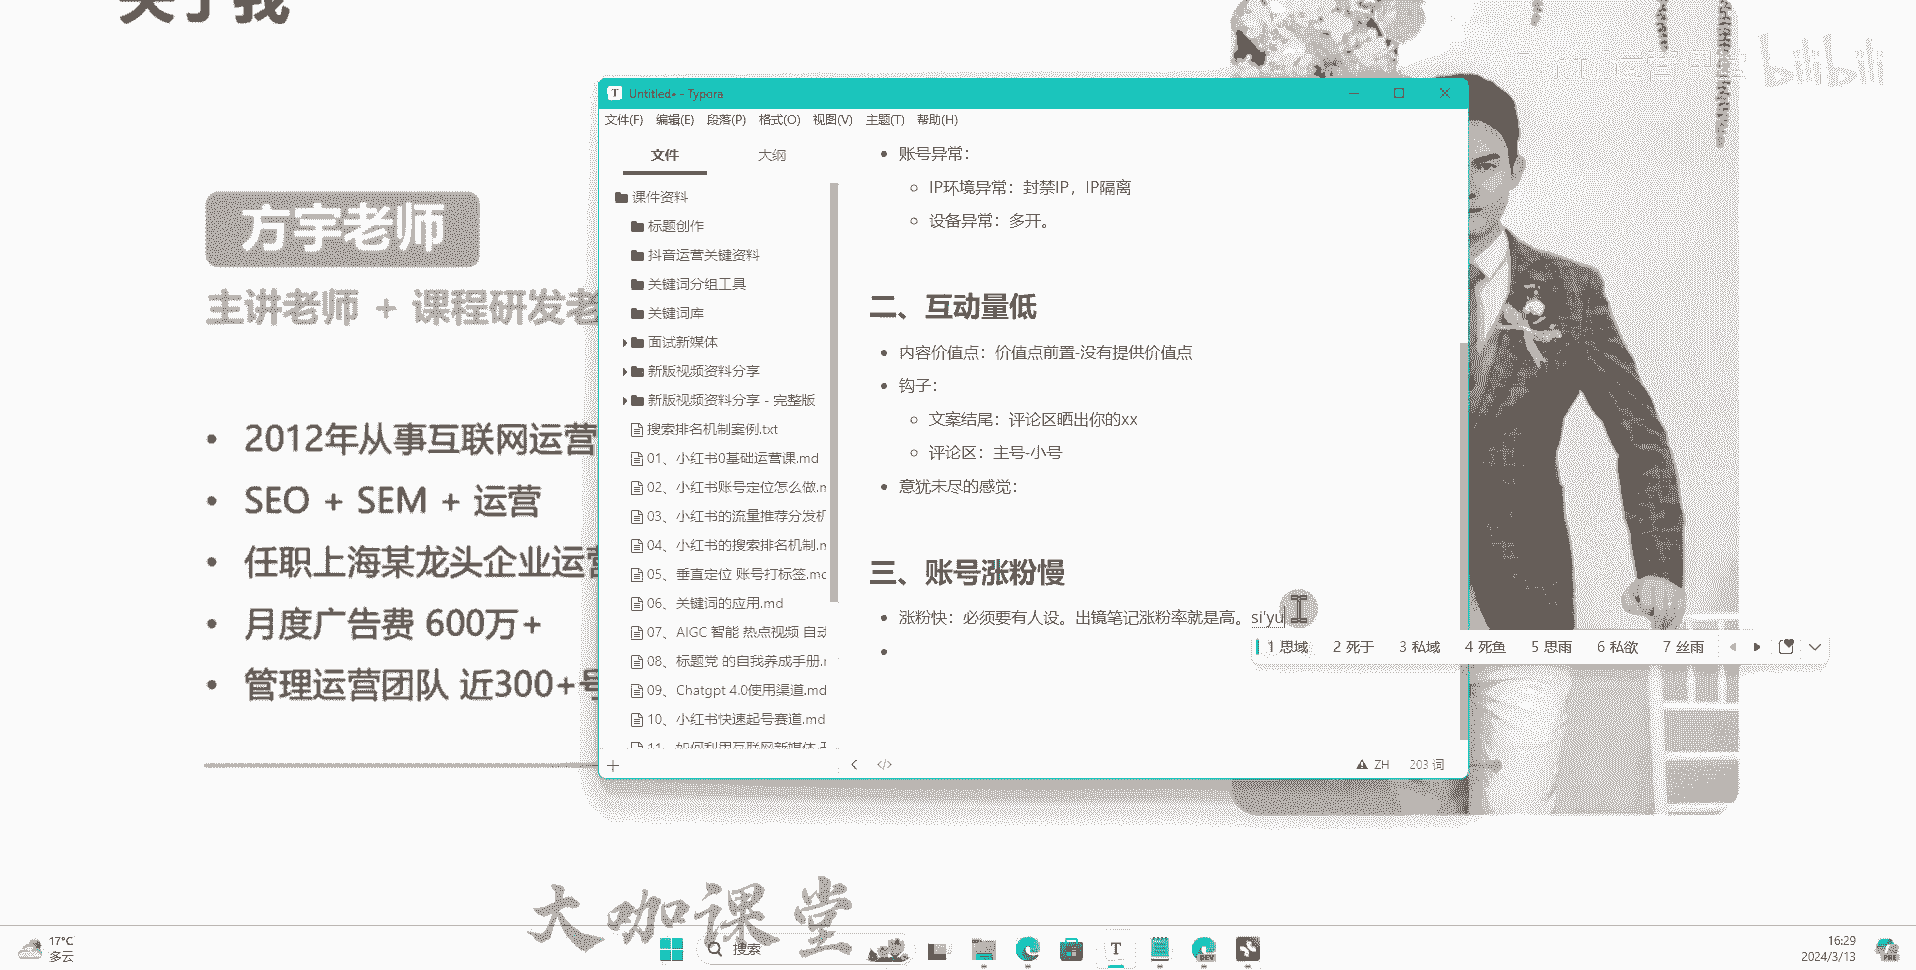 关于我
bilibili
方宇老师
主讲老师 + 课程研发老
2012年从事互联网运营
SEO + SEM + 运营
任职上海某龙头企业运营
月度广告费 600万+
管理运营团队 近300+号
Untitled• - Typora
文件(F) 编辑(E) 段落(P) 格式(O) 视图(V) 主题(T) 帮助(H)
文件 大纲
课件资料
标题创作
抖音运营关键资料
关键词分组工具
关键词库
面试新媒体
新版视频资料分享
新版视频资料分享 - 完整版
搜索排名机制案例.txt
01、小红书0基础运营课.md
02、小红书账号定位怎么做.m
03、小红书的流量推荐分发机
04、小红书的搜索排名机制.m
05、垂直定位 账号打标签.md
06、关键词的应用.md
07、AIGC 智能 热点视频 自动
08、标题党 的自我养成手册.m
09、Chatgpt 4.0使用渠道.md
10、小红书快速起号赛道.md
11、如何利用互联网新媒体
账号异常：
IP环境异常：封禁IP，IP隔离
设备异常：多开。
二、互动量低
内容价值点：价值点前置-没有提供价值点
钩子：
文案结尾：评论区晒出你的xx
评论区：主号-小号
意犹未尽的感觉：
三、账号涨粉慢
涨粉快：必须要有人设。出镜笔记涨粉率就是高。si'yu
1 思域 2 死于 3 私域 4 死鱼 5 思雨 6 私欲 7 丝雨
ZH 203 词
大咖课堂
17°C
多云
搜索
DEV
16:29
2024/3/13
PRE